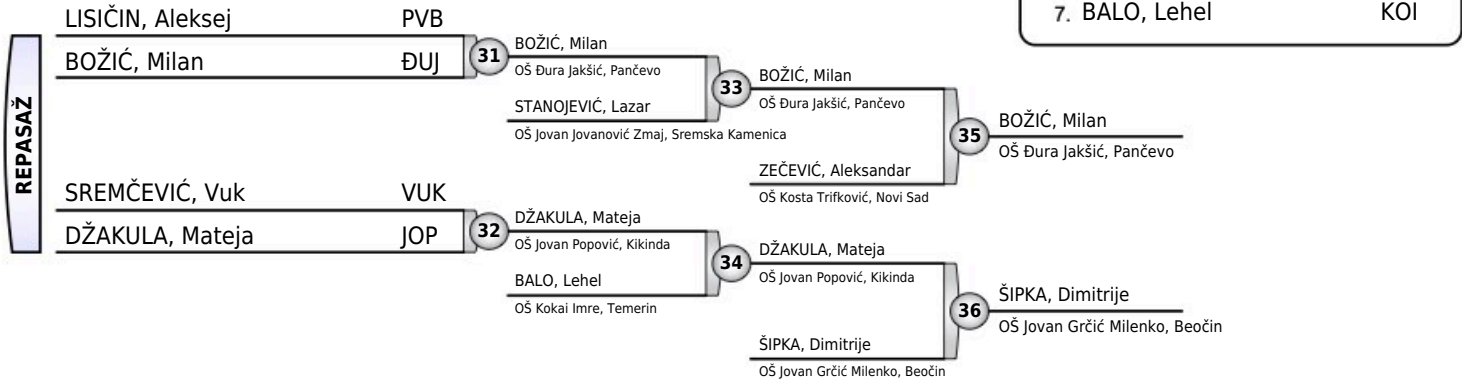 7. BALO, Lehel KOI
REPASAŽ
LISIČIN, Aleksej PVB
BOŽIĆ, Milan ĐUJ
31
BOŽIĆ, Milan
OŠ Đura Jakšić, Pančevo
STANOJEVIĆ, Lazar
OŠ Jovan Jovanović Zmaj, Sremska Kamenica
33
BOŽIĆ, Milan
OŠ Đura Jakšić, Pančevo
ZEČEVIĆ, Aleksandar
OŠ Kosta Trifković, Novi Sad
35
BOŽIĆ, Milan
OŠ Đura Jakšić, Pančevo
SREMČEVIĆ, Vuk VUK
DŽAKULA, Mateja JOP
32
DŽAKULA, Mateja
OŠ Jovan Popović, Kikinda
BALO, Lehel
OŠ Kokai Imre, Temerin
34
DŽAKULA, Mateja
OŠ Jovan Popović, Kikinda
ŠIPKA, Dimitrije
OŠ Jovan Grčić Milenko, Beočin
36
ŠIPKA, Dimitrije
OŠ Jovan Grčić Milenko, Beočin